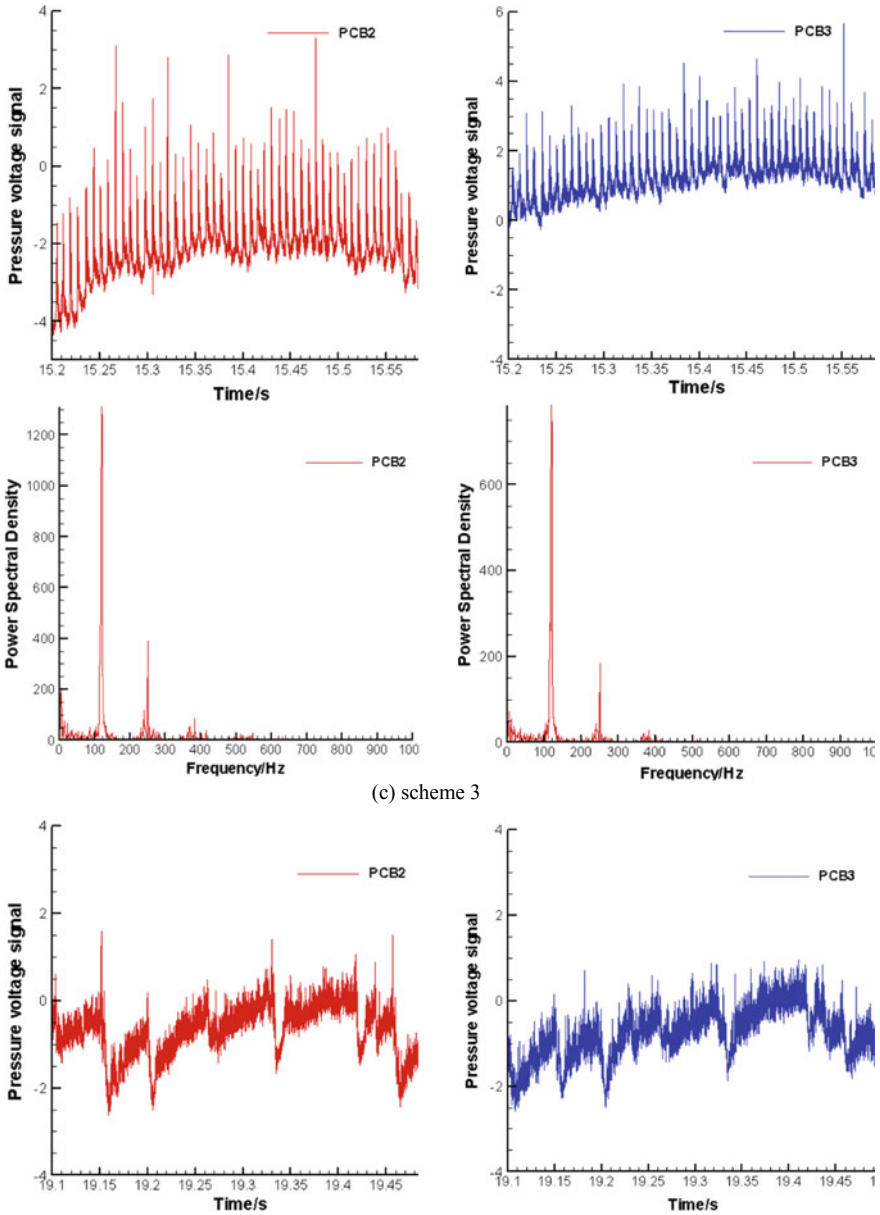 4
2
0
-2
-4
Pressure voltage signal
PCB2
15.2 15.25 15.3 15.35 15.4 15.45 15.5 15.55
Time/s
6
4
2
0
2
-4
Pressure voltage signal
PCB3
15.2 15.25 15.3 15.35 15.4 15.45 15.5 15.55
Time/s
1200
1000
800
600
400
200
0
Power Spectral Density
PCB2
0 100 200 300 400 500 600 700 800 900 100
Frequency/Hz
600
400
200
0
Power Spectral Density
PCB3
0 100 200 300 400 500 600 700 800 900 100
Frequency/Hz
(c) scheme 3
4
2
0
-2
-4
Pressure voltage signal
PCB2
19.1 19.15 19.2 19.25 19.3 19.35 19.4 19.45
Time/s
4
2
0
-2
-4
Pressure voltage signal
PCB3
19.1 19.15 19.2 19.25 19.3 19.35 19.4 19.45
Time/s